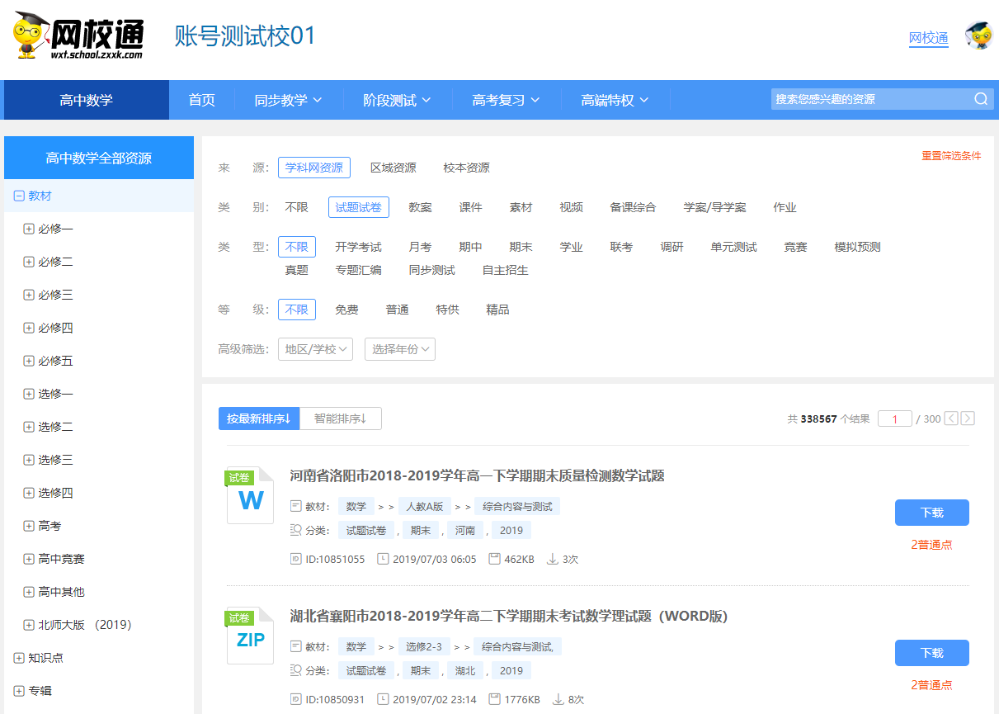 网校通
wxt.school.zxxk.com
账号测试校01
网校通
高中数学 首页 同步教学 阶段测试 高考复习 高端特权 搜索您感兴趣的资源
高中数学全部资源
教材
必修一
必修二
必修三
必修四
必修五
选修一
选修二
选修三
选修四
高考
高中竞赛
高中其他
北师大版 （2019）
知识点
专辑
重置筛选条件
来 源： 学科网资源 区域资源 校本资源
类 别： 不限 试题试卷 教案 课件 素材 视频 备课综合 学案/导学案 作业
类 型： 不限 开学考试 月考 期中 期末 学业 联考 调研 单元测试 竞赛 模拟预测
真题 专题汇编 同步测试 自主招生
等 级： 不限 免费 普通 特供 精品
高级筛选： 地区/学校 选择年份
按最新排序↓ 智能排序↓ 共 338567 个结果 1 / 300
试卷
W
河南省洛阳市2018-2019学年高一下学期期末质量检测数学试题
教材： 数学 > > 人教A版 > > 综合内容与测试
分类： 试题试卷 , 期末 , 河南 , 2019
ID:10851055 2019/07/03 06:05 462KB 3次
下载
2普通点
试卷
ZIP
湖北省襄阳市2018-2019学年高二下学期期末考试数学理试题（WORD版）
教材： 数学 > > 选修2-3 > > 综合内容与测试,
分类： 试题试卷 , 期末 , 湖北 , 2019
ID:10850931 2019/07/02 23:14 1776KB 8次
下载
2普通点